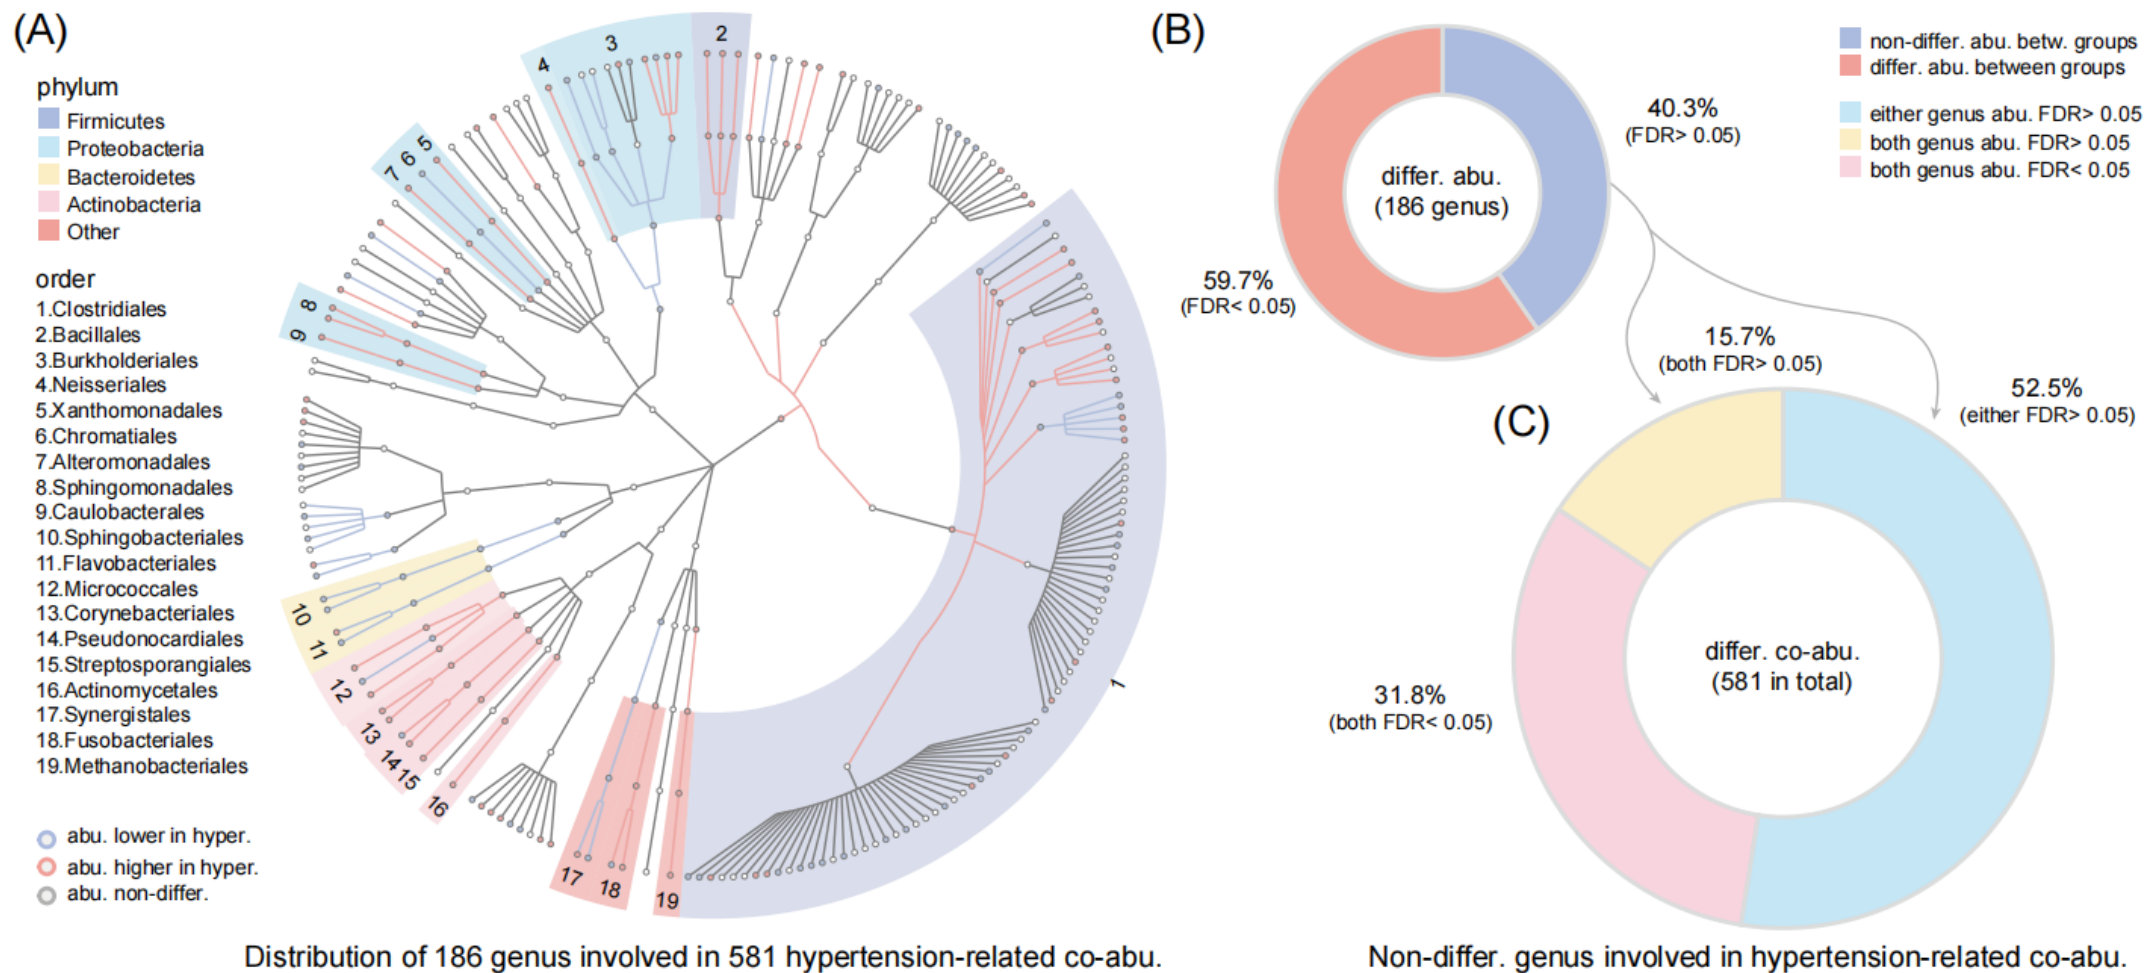 (A)
phylum
Firmicutes
Proteobacteria
Bacteroidetes
Actinobacteria
Other
order
1.Clostridiales
2.Bacillales
3.Burkholderiales
4.Neisseriales
5.Xanthomonadales
6.Chromatiales
7.Alteromonadales
8.Sphingomonadales
9.Caulobacterales
10.Sphingobacteriales
11.Flavobacteriales
12.Micrococcales
13.Corynebacteriales
14.Pseudonocardiales
15.Streptosporangiales
16.Actinomycetales
17.Synergistales
18.Fusobacteriales
19.Methanobacteriales
abu. lower in hyper.
abu. higher in hyper.
abu. non-differ.
1
2
3
4
5
6
7
8
9
10
11
12
13
14
15
16
17
18
19
Distribution of 186 genus involved in 581 hypertension-related co-abu.
(B)
non-differ. abu. betw. groups
differ. abu. between groups
either genus abu. FDR> 0.05
both genus abu. FDR> 0.05
both genus abu. FDR< 0.05
40.3%
(FDR> 0.05)
differ. abu.
(186 genus)
59.7%
(FDR< 0.05)
15.7%
(both FDR> 0.05)
52.5%
(either FDR> 0.05)
(C)
differ. co-abu.
(581 in total)
31.8%
(both FDR< 0.05)
Non-differ. genus involved in hypertension-related co-abu.